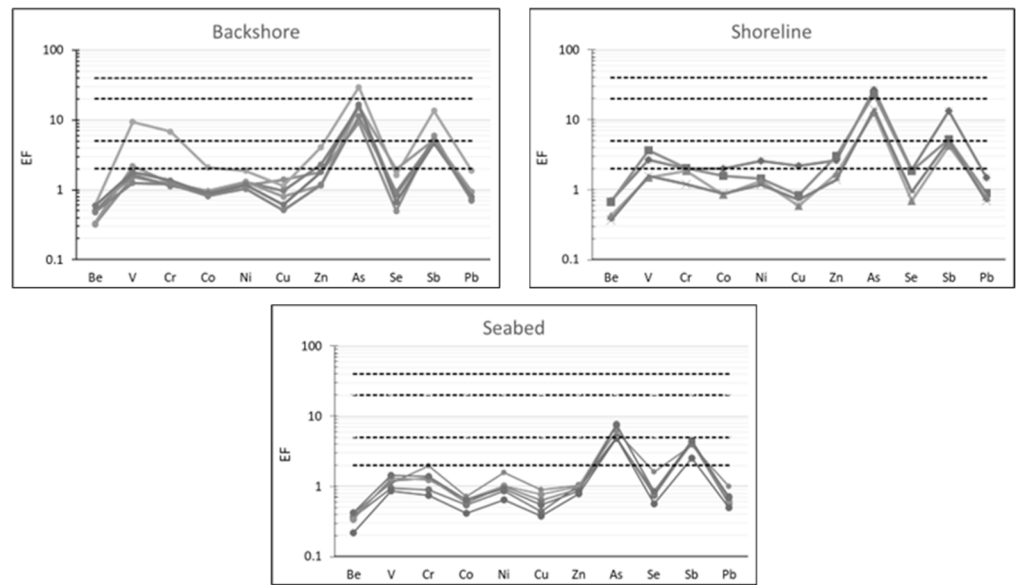 Backshore
100
10
1
0.1
EF
Be V Cr Co Ni Cu Zn As Se Sb Pb
Shoreline
100
10
1
0.1
EF
Be V Cr Co Ni Cu Zn As Se Sb Pb
Seabed
100
10
1
0.1
EF
Be V Cr Co Ni Cu Zn As Se Sb Pb